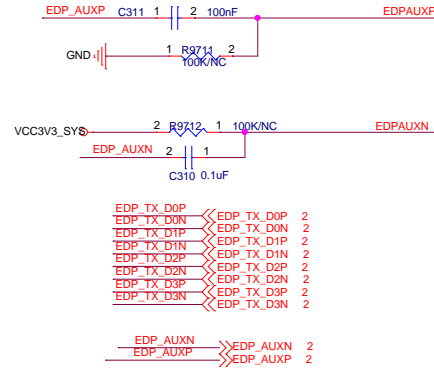 EDP_AUXP C311 1 2 100nF EDPAUXP
GND 1 R9711 2
100K/NC
VCC3V3_SYS 2 R9712 1 100K/NC EDPAUXN
EDP_AUXN 2 1
C310 0.1uF
EDP_TX_D0P EDP_TX_D0P 2
EDP_TX_D0N EDP_TX_D0N 2
EDP_TX_D1P EDP_TX_D1P 2
EDP_TX_D1N EDP_TX_D1N 2
EDP_TX_D2P EDP_TX_D2P 2
EDP_TX_D2N EDP_TX_D2N 2
EDP_TX_D3P EDP_TX_D3P 2
EDP_TX_D3N EDP_TX_D3N 2
EDP_AUXN EDP_AUXN 2
EDP_AUXP EDP_AUXP 2